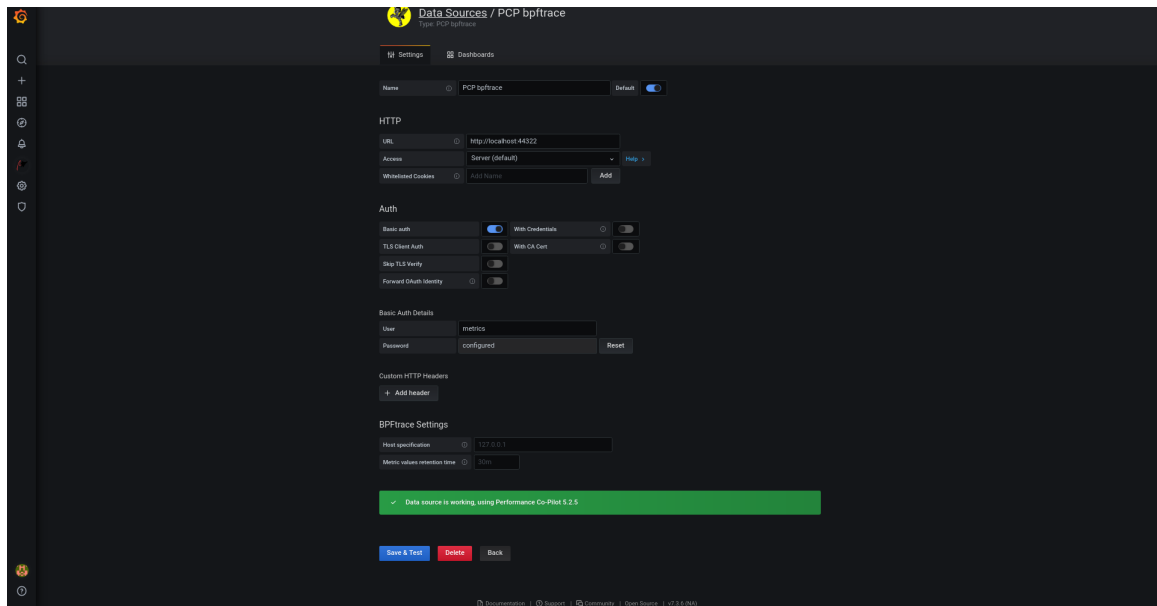 Data Sources / PCP bpftrace
Type: PCP bpftrace
Settings Dashboards
Name PCP bpftrace Default
HTTP
URL http://localhost:44322
Access Server (default) Help >
Whitelisted Cookies Add Name Add
Auth
Basic auth With Credentials
TLS Client Auth With CA Cert
Skip TLS Verify
Forward OAuth Identity
Basic Auth Details
User metrics
Password configured Reset
Custom HTTP Headers
+ Add header
BPFtrace Settings
Host specification 127.0.0.1
Metric values retention time 30m
Data source is working, using Performance Co-Pilot 5.2.5
Save & Test Delete Back
Documentation | Support | Community | Open Source | v7.3.6 (NA)